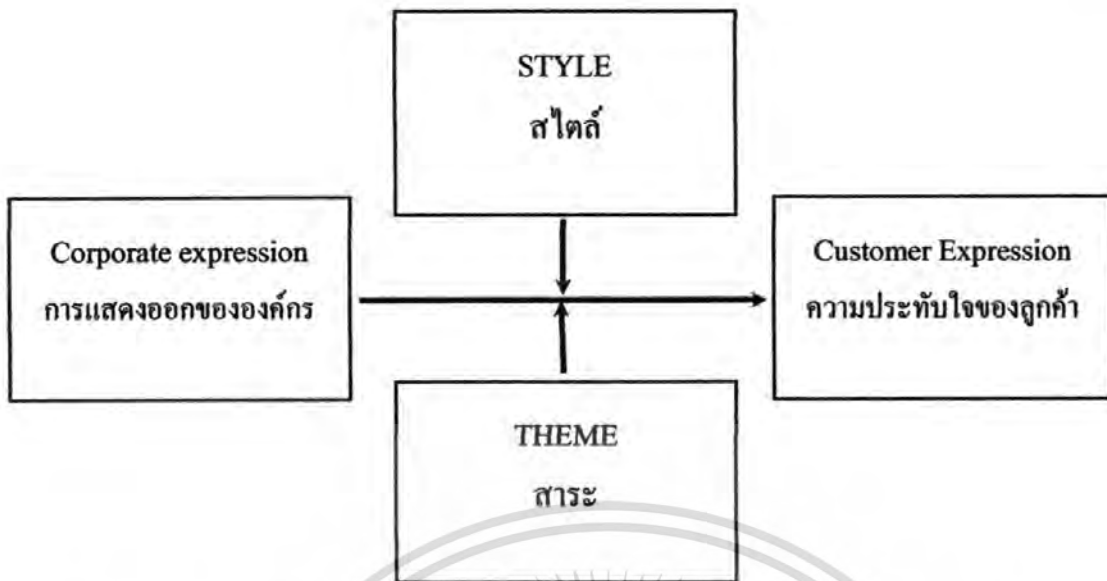 STYLE
สไตล์
Corporate expression
การแสดงออกขององค์กร
Customer Expression
ความประทับใจของลูกค้า
THEME
สาระ